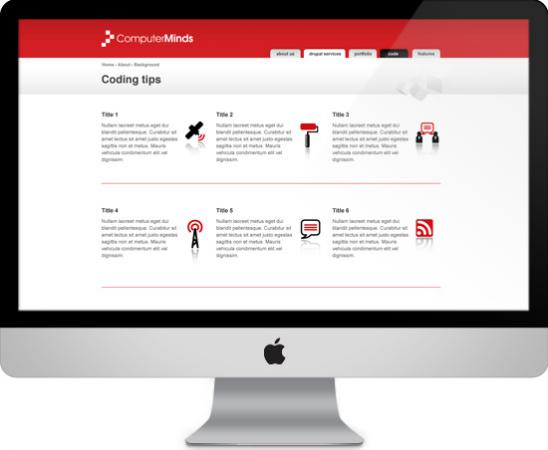 ComputerMinds
about us
drupal services
portfolio
code
features
Home › About › Background
Coding tips
Title 1
Nullam laoreet metus eget dui
blandit pellentesque. Curabitur sit
amet lectus sit amet justo egestas
sagittis non et metus. Mauris
vehicula condimentum elit vel
dignissim.
Title 2
Nullam laoreet metus eget dui
blandit pellentesque. Curabitur sit
amet lectus sit amet justo egestas
sagittis non et metus. Mauris
vehicula condimentum elit vel
dignissim.
Title 3
Nullam laoreet metus eget dui
blandit pellentesque. Curabitur sit
amet lectus sit amet justo egestas
sagittis non et metus. Mauris
vehicula condimentum elit vel
dignissim.
Title 4
Nullam laoreet metus eget dui
blandit pellentesque. Curabitur sit
amet lectus sit amet justo egestas
sagittis non et metus. Mauris
vehicula condimentum elit vel
dignissim.
Title 5
Nullam laoreet metus eget dui
blandit pellentesque. Curabitur sit
amet lectus sit amet justo egestas
sagittis non et metus. Mauris
vehicula condimentum elit vel
dignissim.
Title 6
Nullam laoreet metus eget dui
blandit pellentesque. Curabitur sit
amet lectus sit amet justo egestas
sagittis non et metus. Mauris
vehicula condimentum elit vel
dignissim.